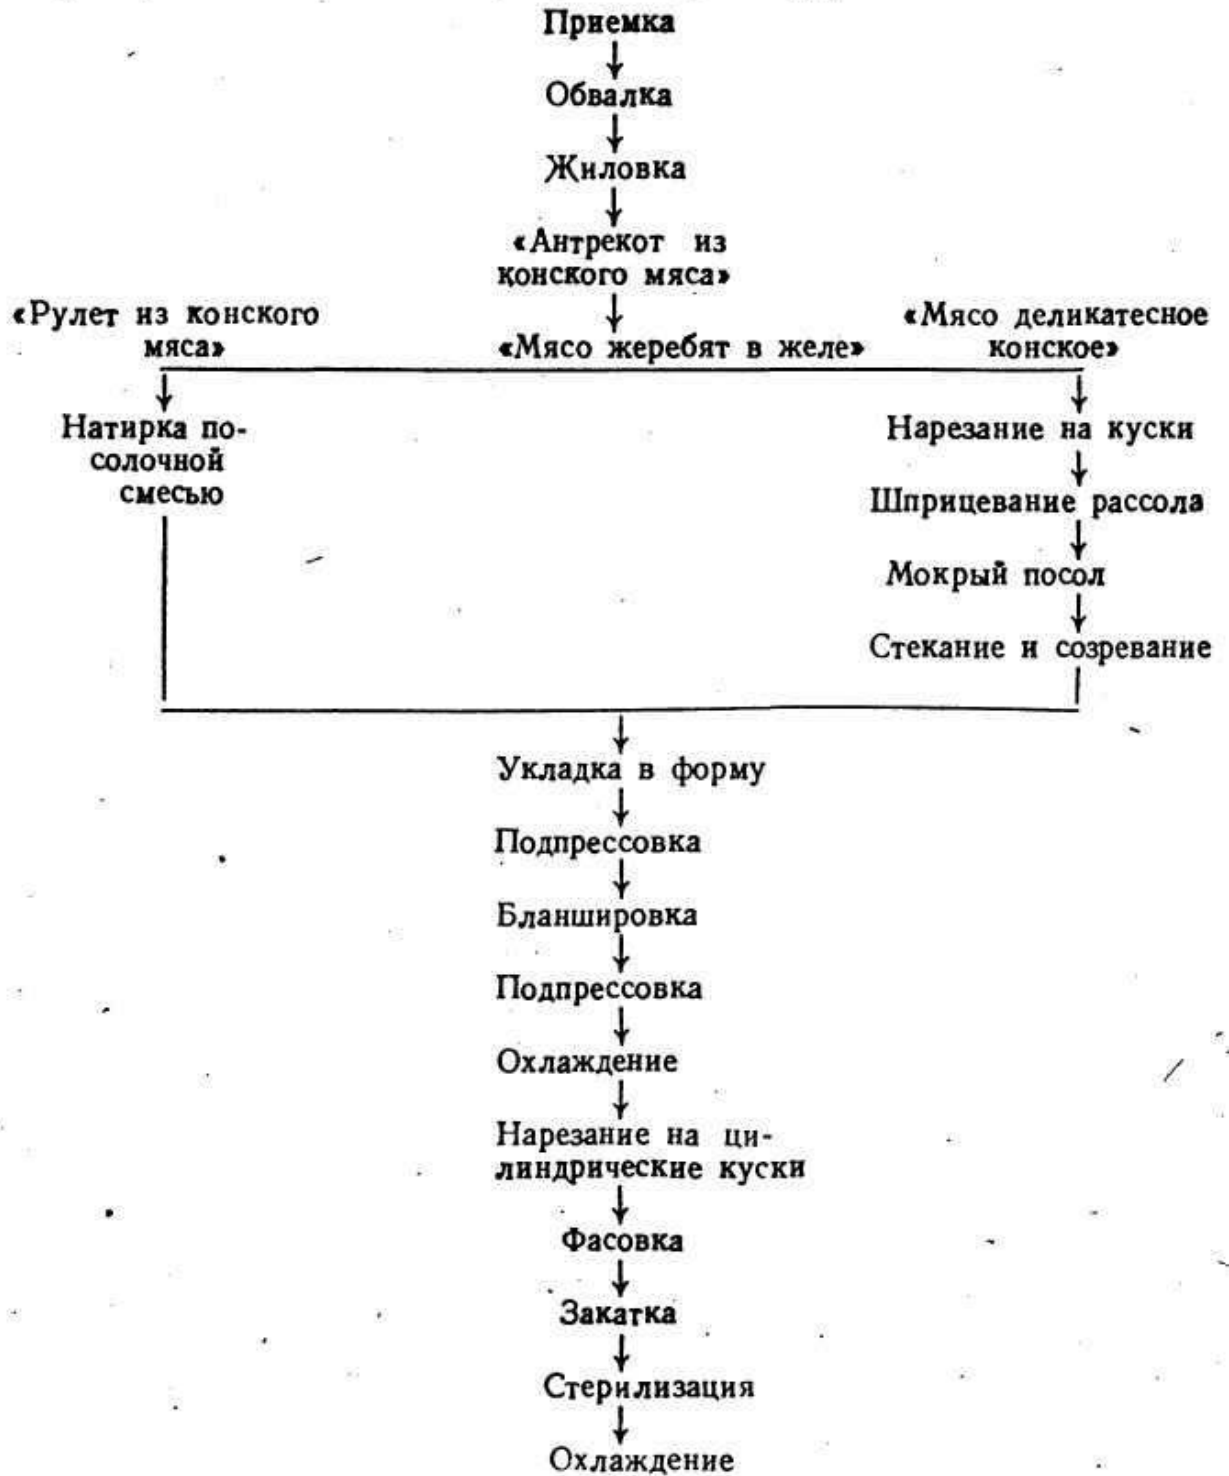 Приемка
Обвалка
Жиловка
«Антрекот из
конского мяса»
«Рулет из конского
мяса»
«Мясо жеребят в желе»
«Мясо деликатесное
конское»
Натирка по-
солочной
смесью
Нарезание на куски
Шприцевание рассола
Мокрый посол
Стекание и созревание
Укладка в форму
Подпрессовка
Бланшировка
Подпрессовка
Охлаждение
Нарезание на ци-
линдрические куски
Фасовка
Закатка
Стерилизация
Охлаждение